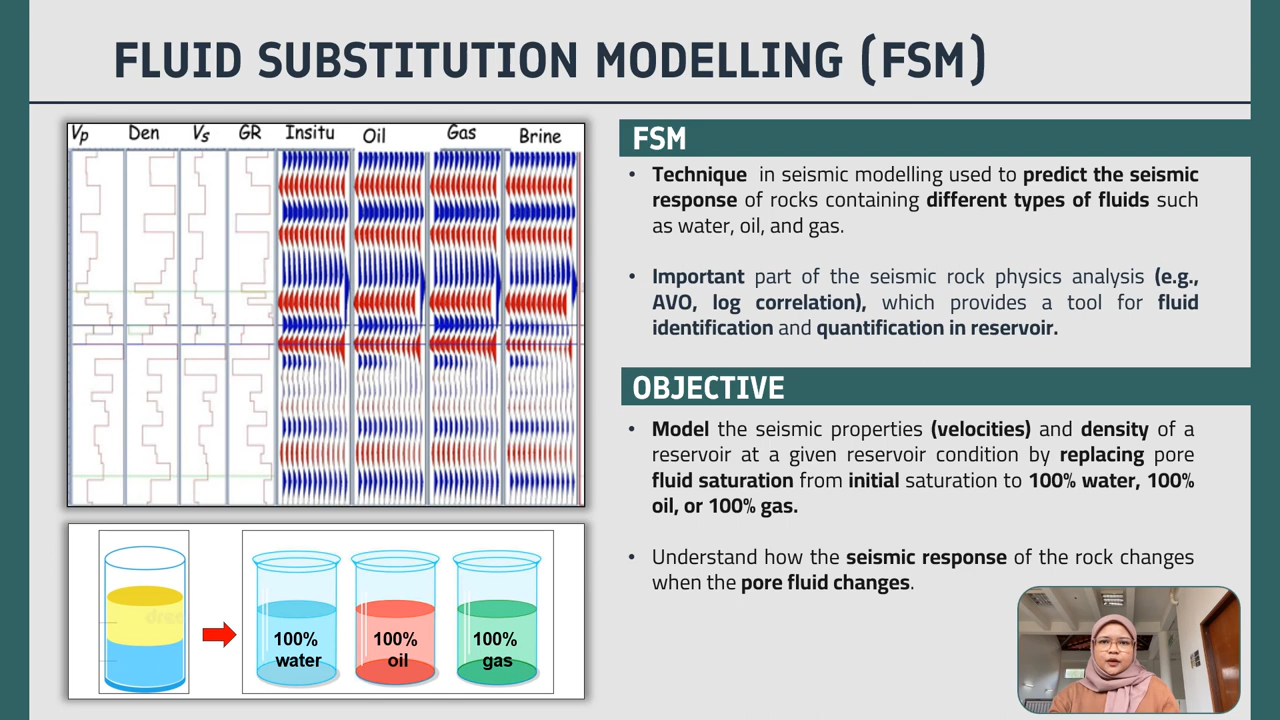 FLUID SUBSTITUTION MODELLING (FSM)
Vp Den Vs GR Insitu Oil Gas Brine
100% water
100% oil
100% gas
FSM
• Technique in seismic modelling used to predict the seismic
response of rocks containing different types of fluids such
as water, oil, and gas.
• Important part of the seismic rock physics analysis (e.g.,
AVO, log correlation), which provides a tool for fluid
identification and quantification in reservoir.
OBJECTIVE
• Model the seismic properties (velocities) and density of a
reservoir at a given reservoir condition by replacing pore
fluid saturation from initial saturation to 100% water, 100%
oil, or 100% gas.
• Understand how the seismic response of the rock changes
when the pore fluid changes.